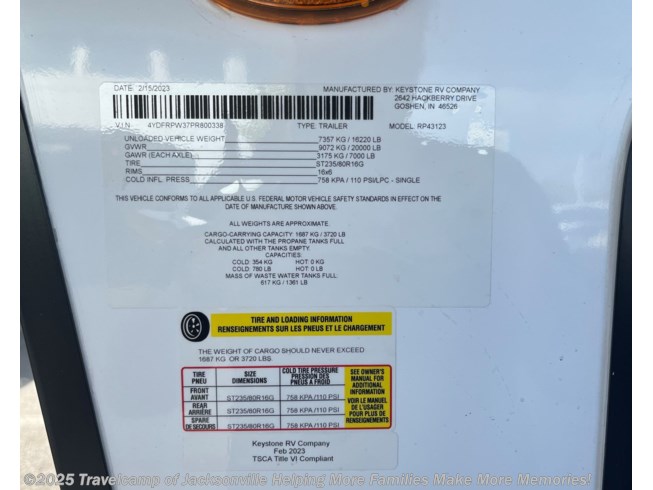 DATE: 2/15/2023 MANUFACTURED BY: KEYSTONE RV COMPANY
2642 HACKBERRY DRIVE
GOSHEN, IN 46526
V.I.N. 4YDFRPW37PR800338 TYPE: TRAILER MODEL: RP43123
UNLOADED VEHICLE WEIGHT 7357 KG / 16220 LB
GVWR 9072 KG / 20000 LB
GAWR (EACH AXLE) 3175 KG / 7000 LB
TIRE ST235/80R16G
RIMS 16x6
COLD INFL. PRESS. 758 KPA / 110 PSI/LPC - SINGLE
THIS VEHICLE CONFORMS TO ALL APPLICABLE U.S. FEDERAL MOTOR VEHICLE SAFETY STANDARDS IN EFFECT ON THE
DATE OF MANUFACTURE SHOWN ABOVE.
ALL WEIGHTS ARE APPROXIMATE.
CARGO-CARRYING CAPACITY: 1687 KG / 3720 LB
CALCULATED WITH THE PROPANE TANKS FULL
AND ALL OTHER TANKS EMPTY.
CAPACITIES:
COLD: 354 KG HOT 0 KG
COLD: 780 LB HOT 0 LB
MASS OF WASTE WATER TANKS FULL:
617 KG / 1361 LB
TIRE AND LOADING INFORMATION
RENSEIGNEMENTS SUR LES PNEUS ET LE CHARGEMENT
THE WEIGHT OF CARGO SHOULD NEVER EXCEED
1687 KG OR 3720 LBS.
TIRE
PNEU
SIZE
DIMENSIONS
COLD TIRE PRESSURE
PRESSION DES
PNEUS A FROID
SEE OWNER'S
MANUAL FOR
ADDITIONAL
INFORMATION
VOIR LE MANUEL
DE L'USAGER
POUR PLUS DE
RENSEIGNEMENTS
FRONT
AVANT ST235/80R16G 758 KPA /110 PSI
REAR
ARRIÈRE ST235/80R16G 758 KPA /110 PSI
SPARE
DE SECOURS ST235/80R16G 758 KPA /110 PSI
Keystone RV Company
Feb 2023
TSCA Title VI Compliant
©2025 Travelcamp of Jacksonville Helping More Families Make More Memories!